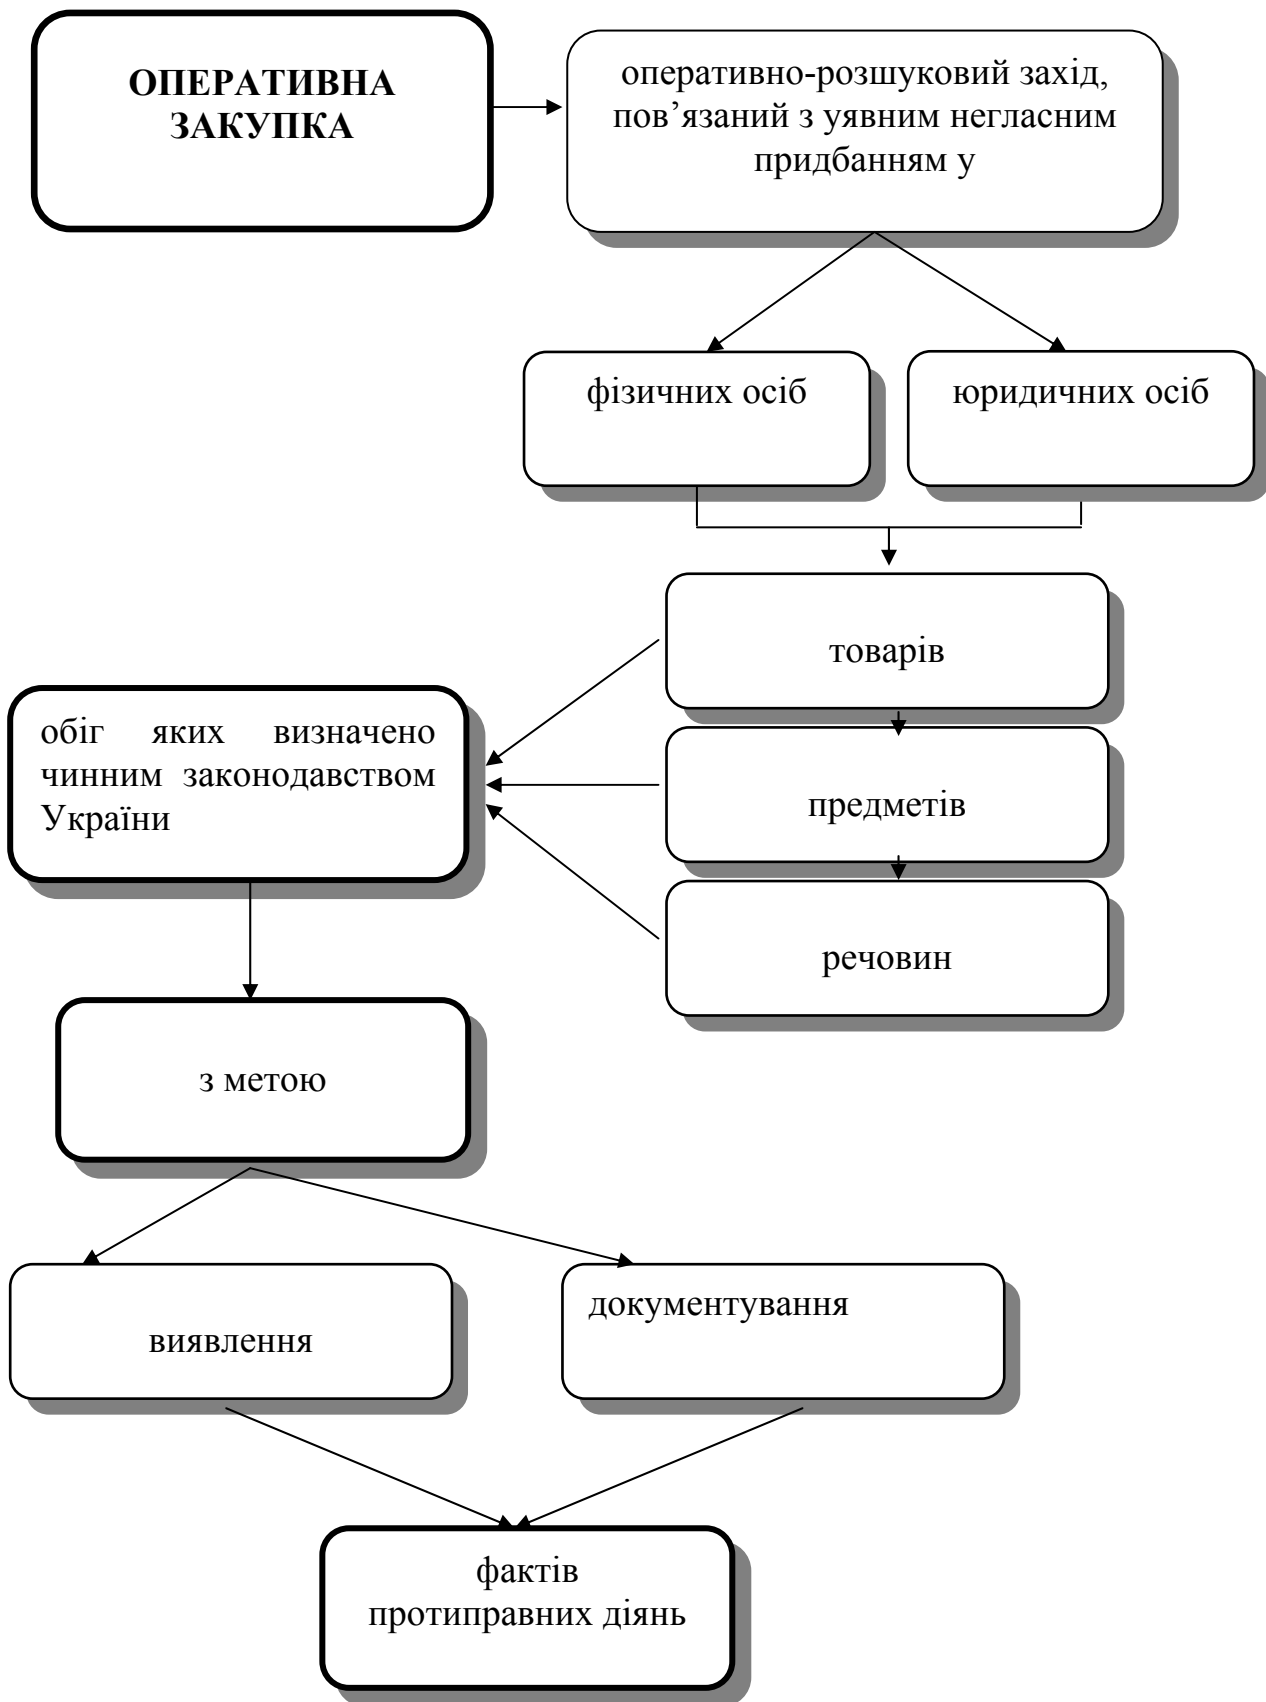 ОПЕРАТИВНА
ЗАКУПКА
оперативно-розшуковий захід,
пов’язаний з уявним негласним
придбанням у
фізичних осіб
юридичних осіб
товарів
обіг яких визначено
чинним законодавством
України
предметів
речовин
з метою
виявлення
документування
фактів
протиправних діянь